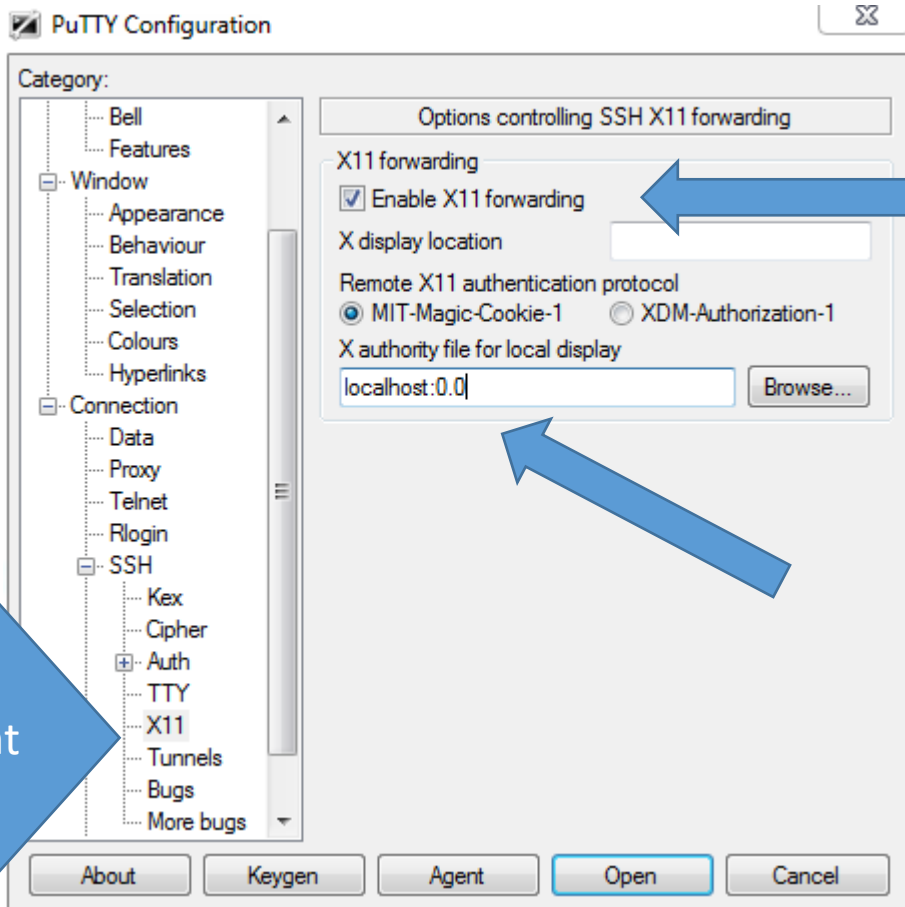 PuTTY Configuration
Category:
Bell
Features
Window
Appearance
Behaviour
Translation
Selection
Colours
Hyperlinks
Connection
Data
Proxy
Telnet
Rlogin
SSH
Kex
Cipher
Auth
TTY
X11
Tunnels
Bugs
More bugs
Options controlling SSH X11 forwarding
X11 forwarding
Enable X11 forwarding
X display location
Remote X11 authentication protocol
MIT-Magic-Cookie-1 XDM-Authorization-1
X authority file for local display
localhost:0.0 Browse...
About Keygen Agent Open Cancel